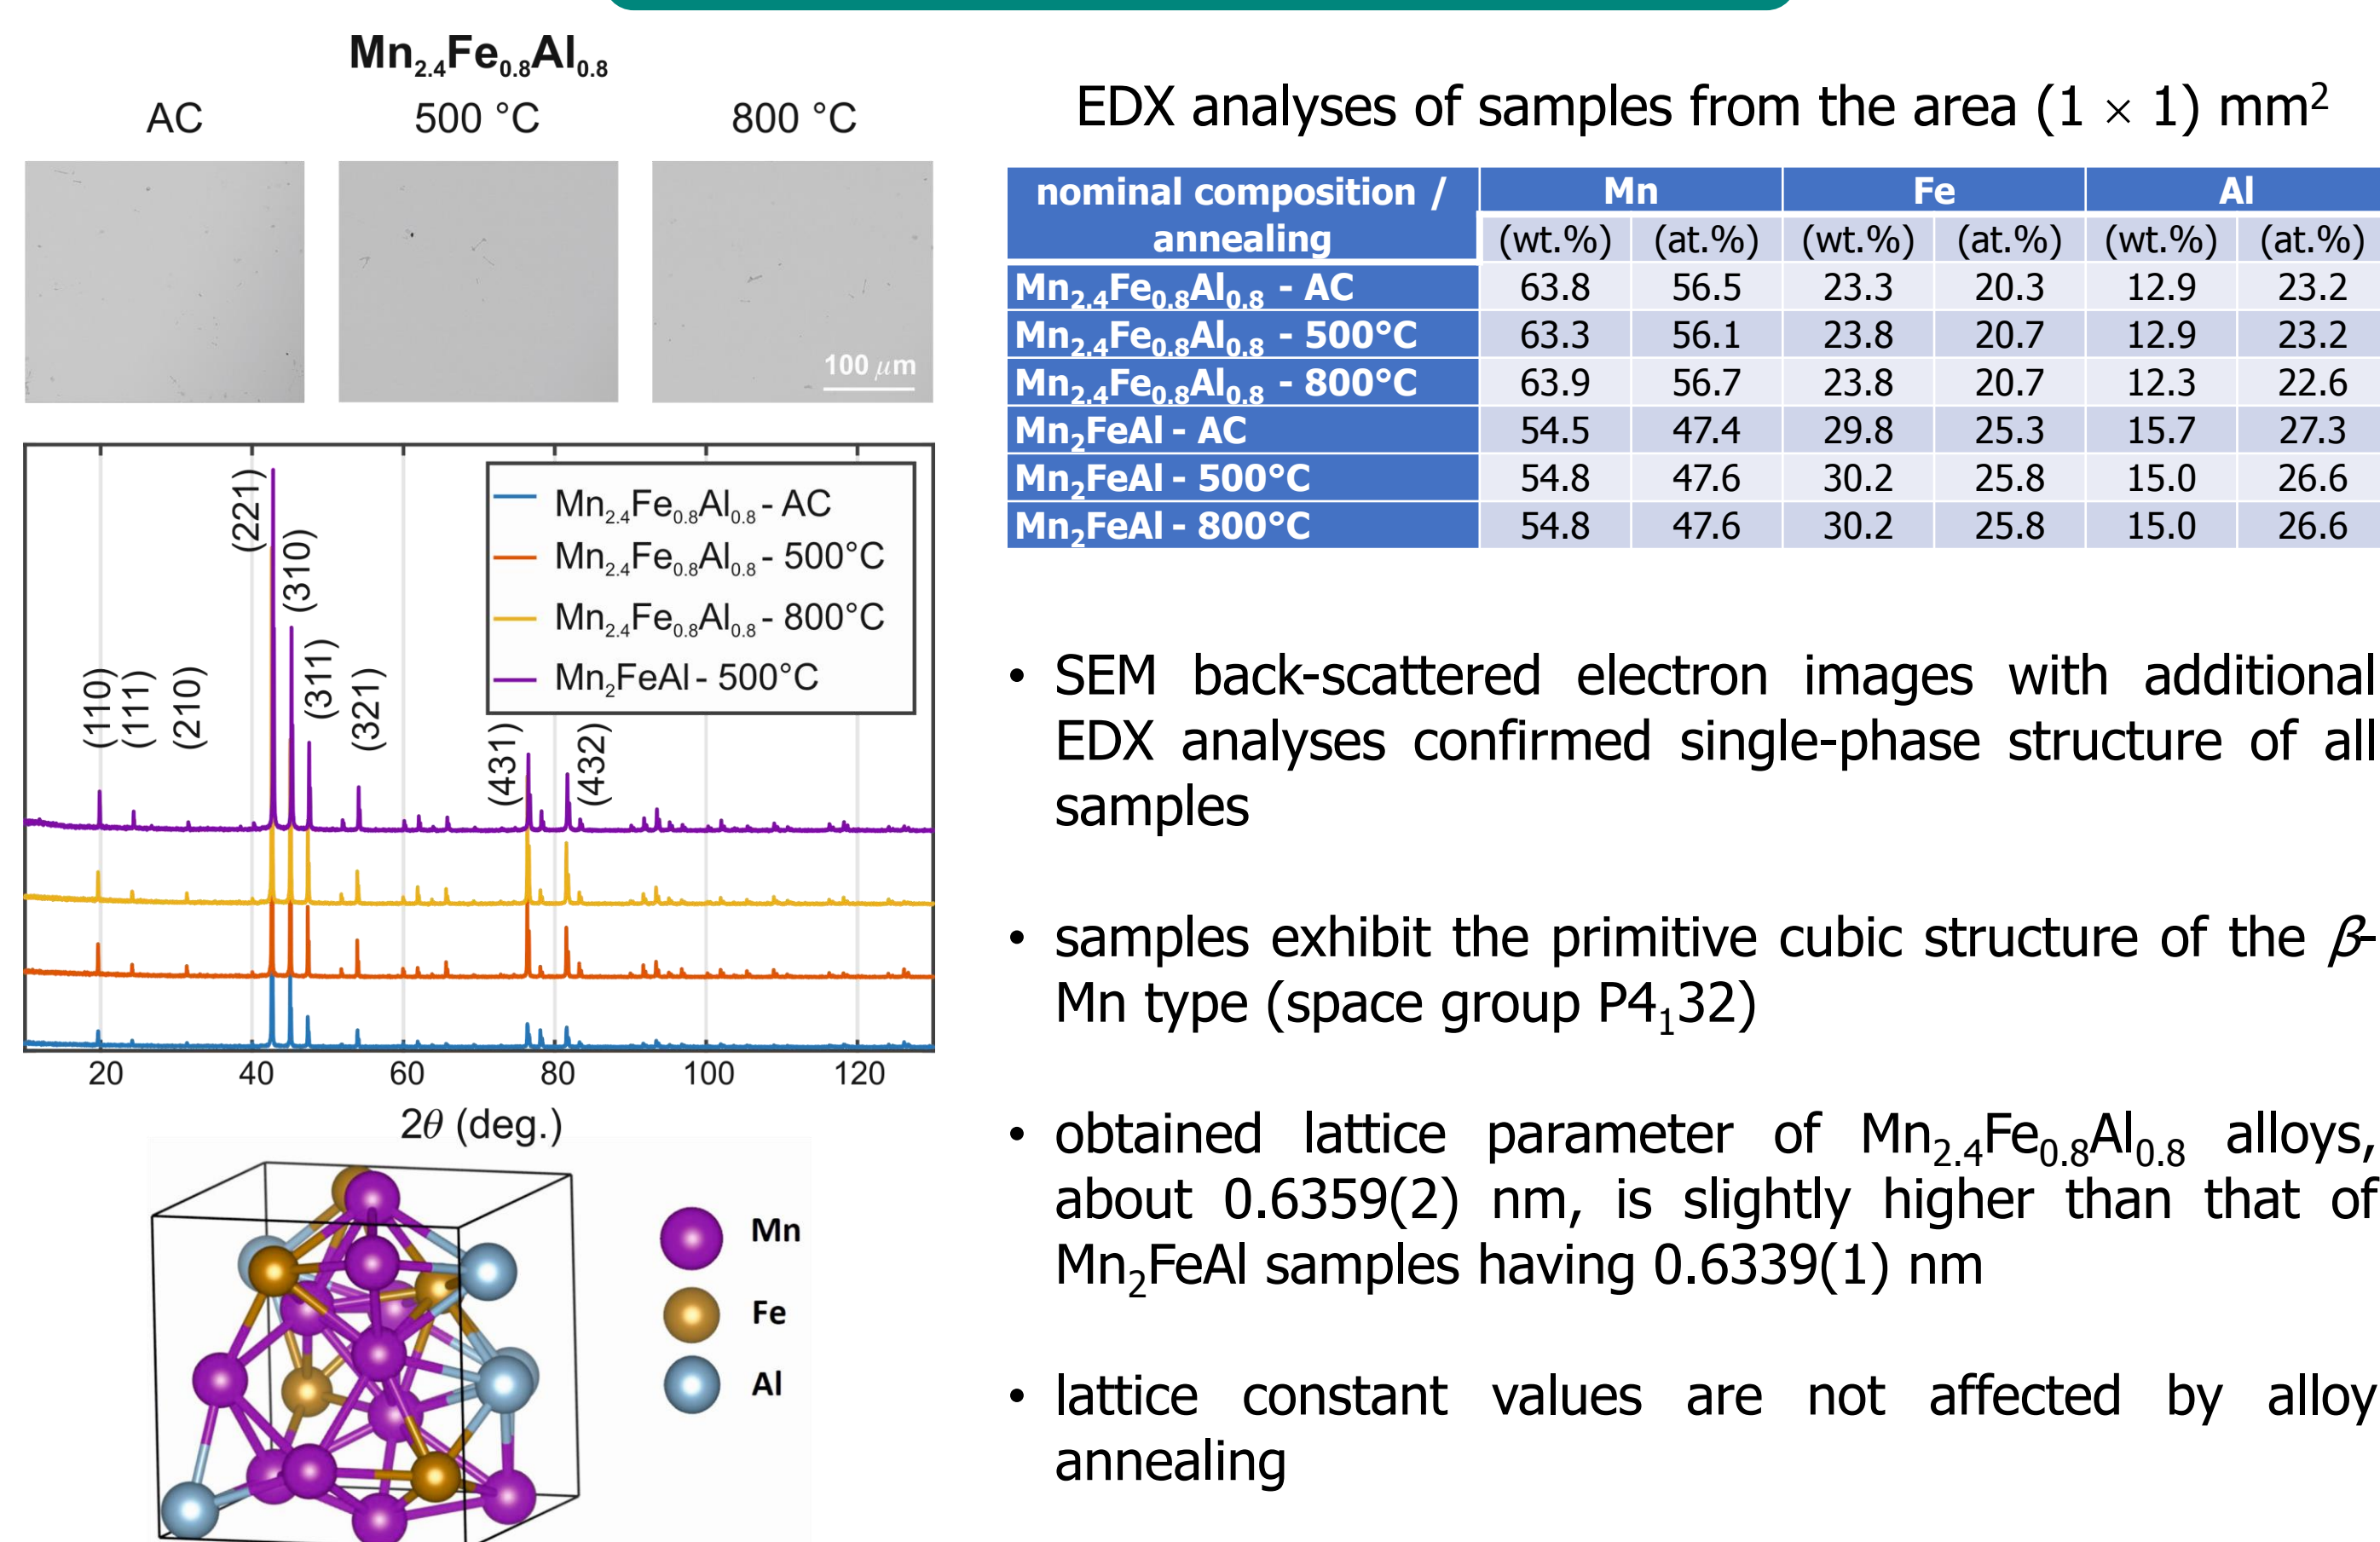 Mn₂.₄Fe₀.₈Al₀.₈
AC 500 °C 800 °C
100 μm
(221)
(310)
(110)
(111)
(210)
(311)
(321)
(431)
(432)
Mn₂.₄Fe₀.₈Al₀.₈ - AC
Mn₂.₄Fe₀.₈Al₀.₈ - 500°C
Mn₂.₄Fe₀.₈Al₀.₈ - 800°C
Mn₂FeAl - 500°C
20 40 60 80 100 120
2θ (deg.)
Mn
Fe
Al
EDX analyses of samples from the area (1 × 1) mm²
nominal composition / annealing Mn Fe Al
(wt.%) (at.%) (wt.%) (at.%) (wt.%) (at.%)
Mn₂.₄Fe₀.₈Al₀.₈ - AC 63.8 56.5 23.3 20.3 12.9 23.2
Mn₂.₄Fe₀.₈Al₀.₈ - 500°C 63.3 56.1 23.8 20.7 12.9 23.2
Mn₂.₄Fe₀.₈Al₀.₈ - 800°C 63.9 56.7 23.8 20.7 12.3 22.6
Mn₂FeAl - AC 54.5 47.4 29.8 25.3 15.7 27.3
Mn₂FeAl - 500°C 54.8 47.6 30.2 25.8 15.0 26.6
Mn₂FeAl - 800°C 54.8 47.6 30.2 25.8 15.0 26.6
• SEM back-scattered electron images with additional
EDX analyses confirmed single-phase structure of all
samples
• samples exhibit the primitive cubic structure of the β-
Mn type (space group P4₁32)
• obtained lattice parameter of Mn₂.₄Fe₀.₈Al₀.₈ alloys,
about 0.6359(2) nm, is slightly higher than that of
Mn₂FeAl samples having 0.6339(1) nm
• lattice constant values are not affected by alloy
annealing